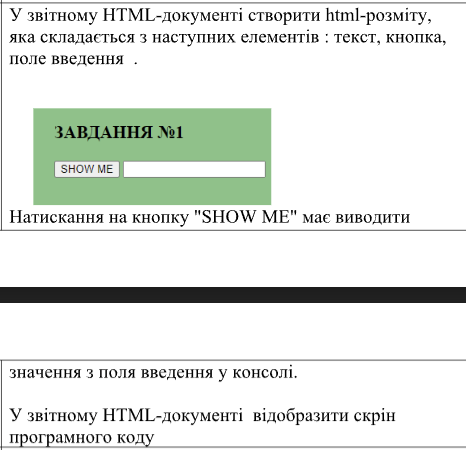 У звітному HTML-документі створити html-розміту,
яка складається з наступних елементів : текст, кнопка,
поле введення .
ЗАВДАННЯ №1
SHOW ME
Натискання на кнопку "SHOW ME" має виводити
значення з поля введення у консолі.
У звітному HTML-документі відобразити скрін
програмного коду